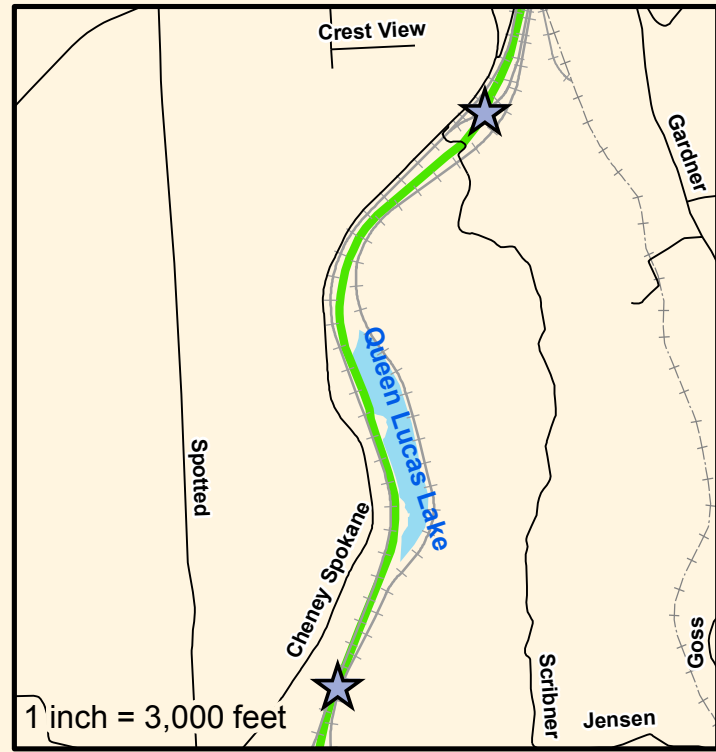 Crest View
Gardner
Queen Lucas Lake
Spotted
Cheney Spokane
Goss
Scribner
Jensen
1 inch = 3,000 feet